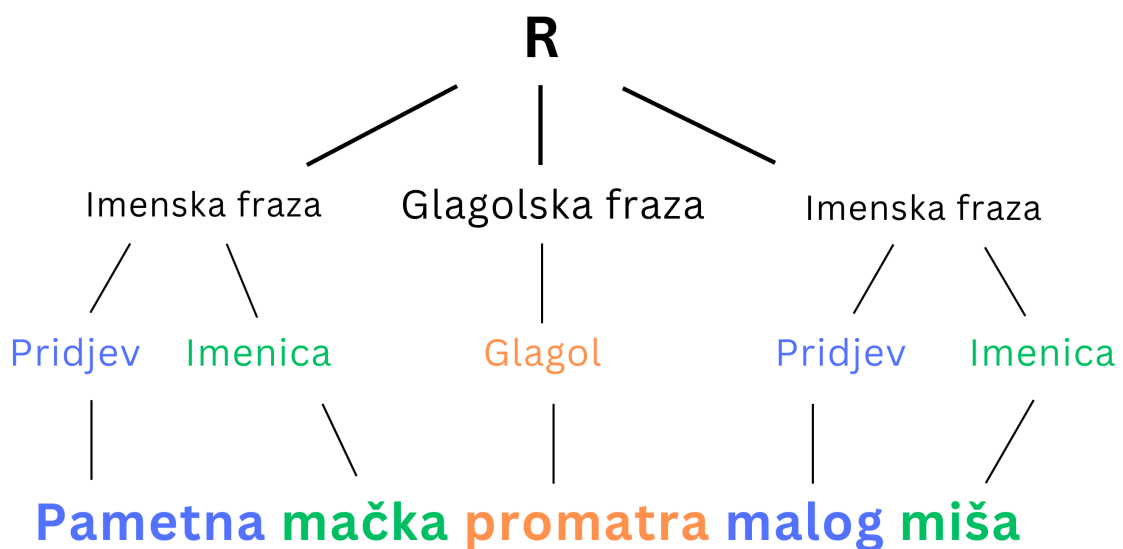 R
Imenska fraza Glagolska fraza Imenska fraza
Pridjev Imenica Glagol Pridjev Imenica
Pametna mačka promatra malog miša